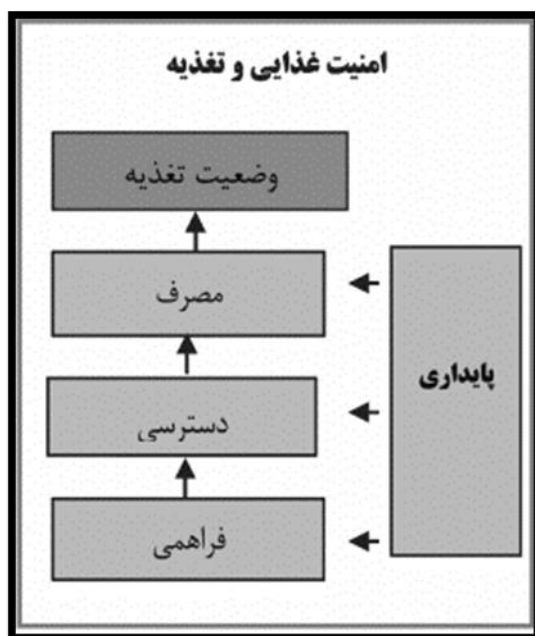 امنیت غذایی و تغذیه
وضعیت تغذیه
مصرف
پایداری
دسترسی
فراهمی